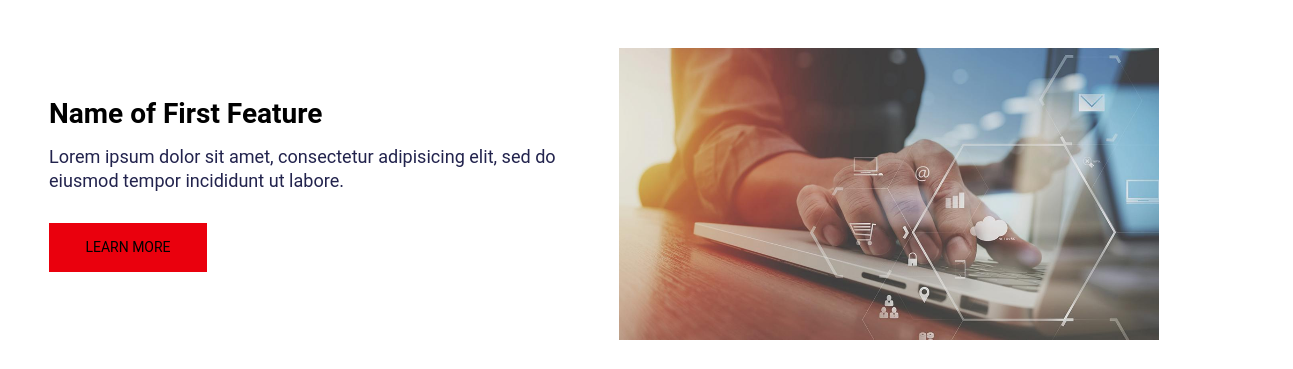 Name of First Feature
Lorem ipsum dolor sit amet, consectetur adipisicing elit, sed do
eiusmod tempor incididunt ut labore.
LEARN MORE
@